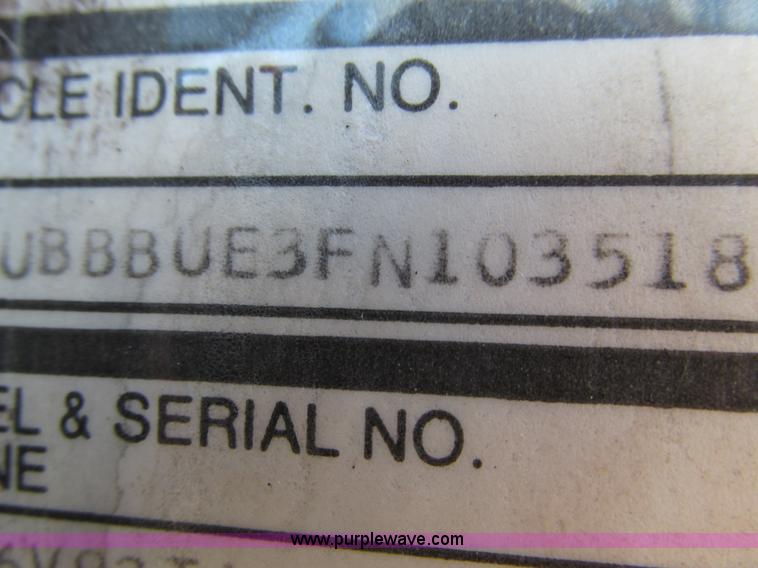 CLE IDENT. NO.
UBBBUE3FN103518
EL & SERIAL NO.
NE
www.purplewave.com